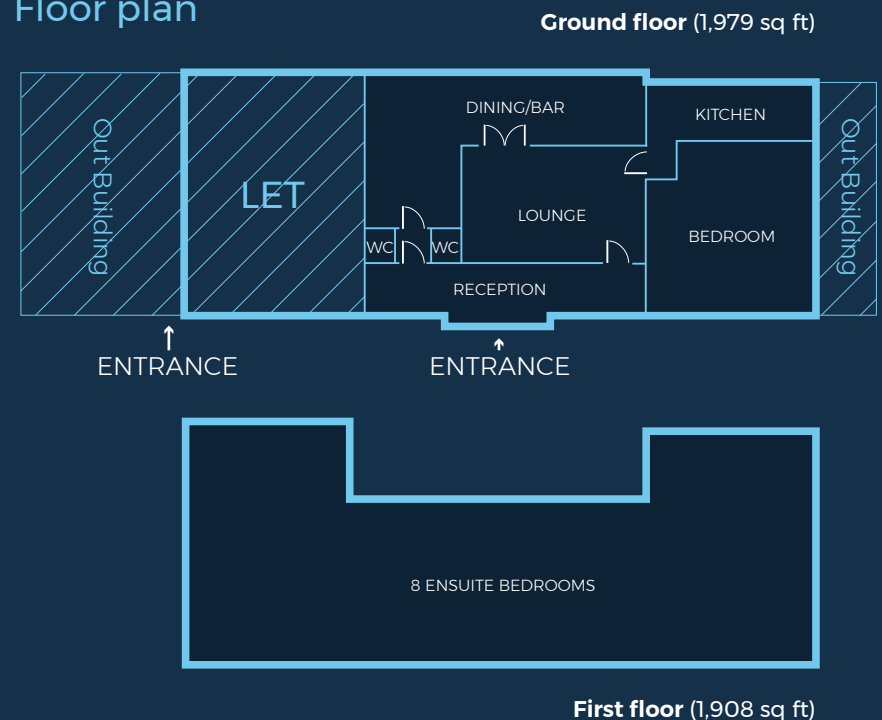 Floor plan
Ground floor (1,979 sq ft)
Out Building
LET
DINING/BAR
KITCHEN
Out Building
LOUNGE
BEDROOM
WC
WC
RECEPTION
ENTRANCE
ENTRANCE
8 ENSUITE BEDROOMS
First floor (1,908 sq ft)